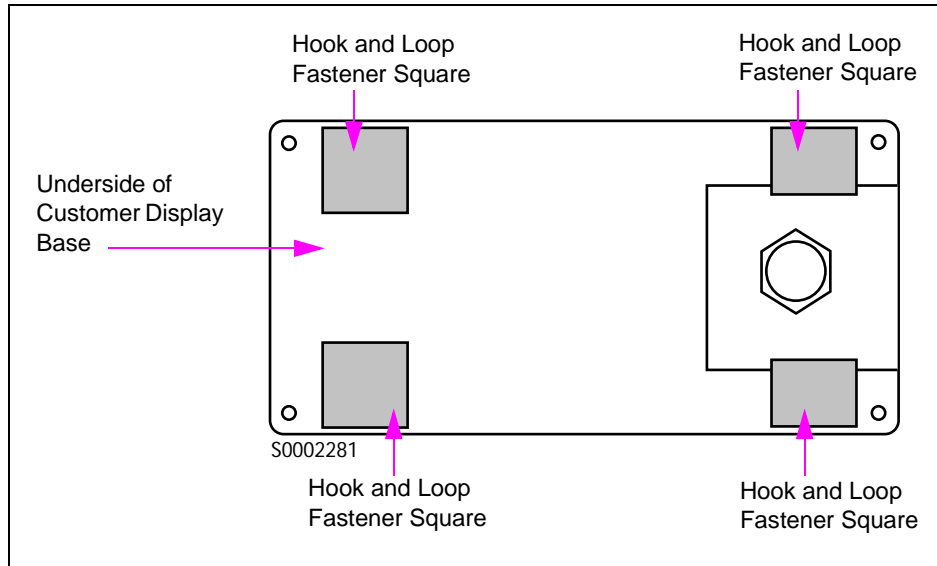 Hook and Loop
Fastener Square
Hook and Loop
Fastener Square
Underside of
Customer Display
Base
S0002281
Hook and Loop
Fastener Square
Hook and Loop
Fastener Square